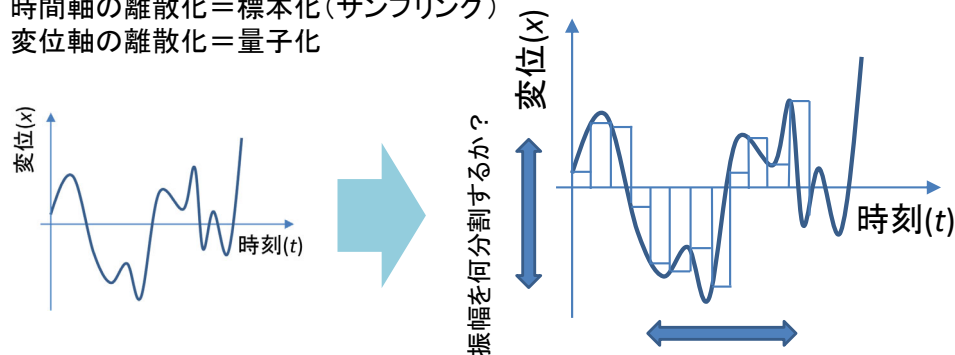 時間軸の離散化＝標本化(サンプリング)
変位軸の離散化＝量子化
変位(x)
時刻(t)
振幅を何分割するか？
変位(x)
時刻(t)